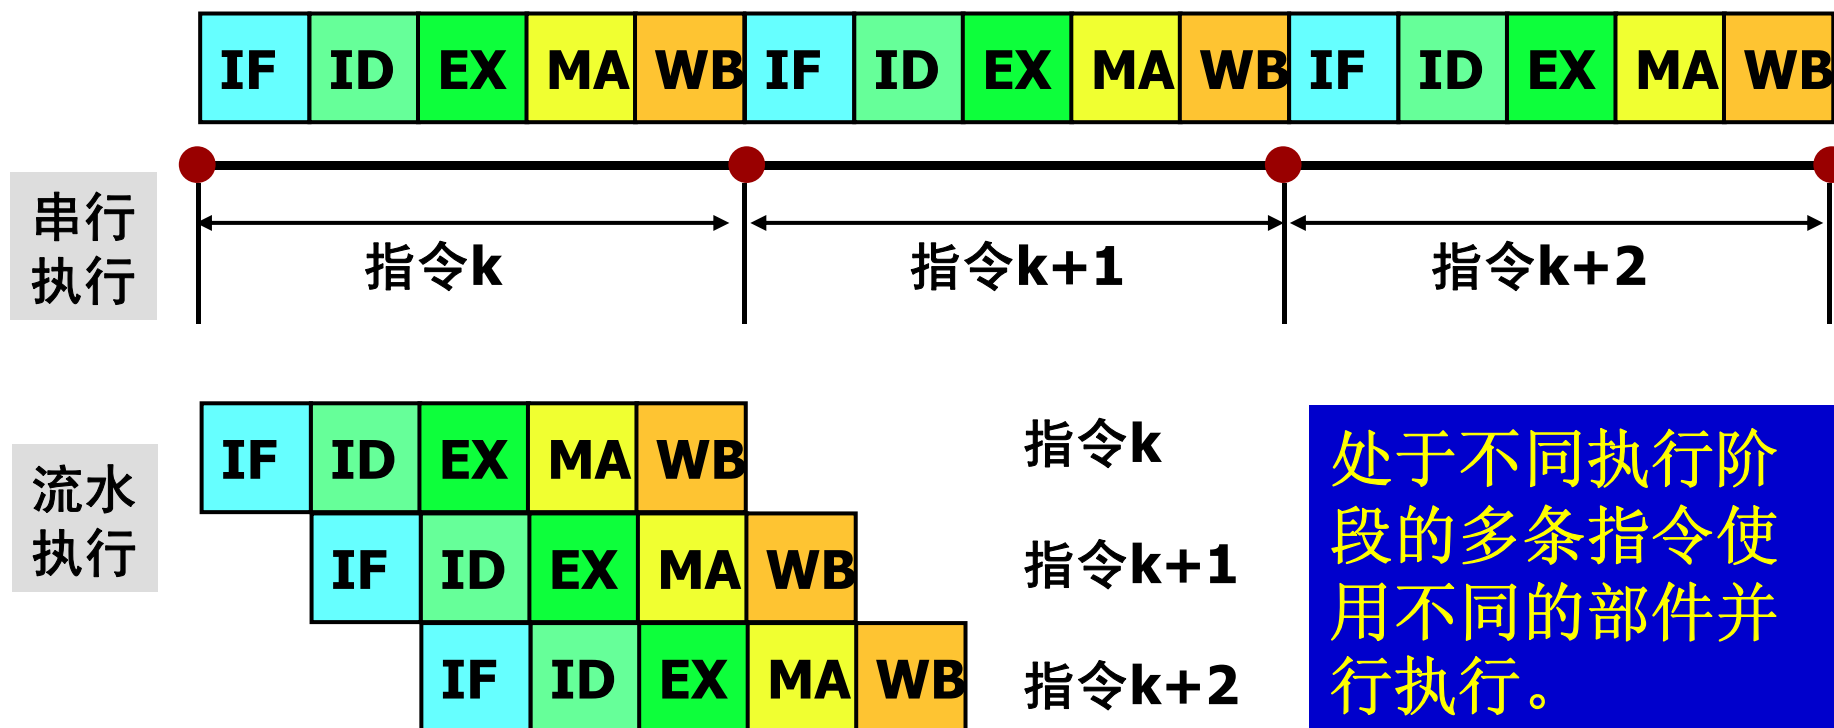 IF ID EX MA WB IF ID EX MA WB IF ID EX MA WB
串行
执行
指令k 指令k+1 指令k+2
流水
执行
IF ID EX MA WB 指令k
IF ID EX MA WB 指令k+1
IF ID EX MA WB 指令k+2
处于不同执行阶
段的多条指令使
用不同的部件并
行执行。